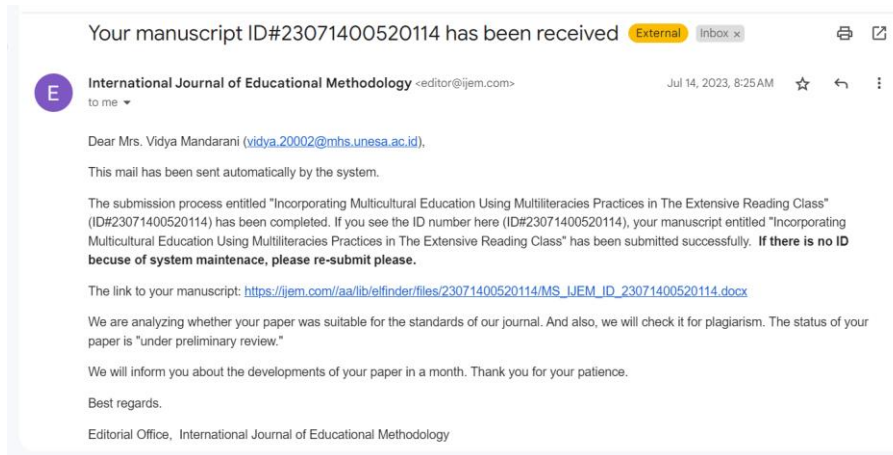 Your manuscript ID#23071400520114 has been received External Inbox ×
E
International Journal of Educational Methodology <editor@ijem.com> Jul 14, 2023, 8:25 AM
to me
Dear Mrs. Vidya Mandarani (vidya.20002@mhs.unesa.ac.id),
This mail has been sent automatically by the system.
The submission process entitled "Incorporating Multicultural Education Using Multiliteracies Practices in The Extensive Reading Class"
(ID#23071400520114) has been completed. If you see the ID number here (ID#23071400520114), your manuscript entitled "Incorporating
Multicultural Education Using Multiliteracies Practices in The Extensive Reading Class" has been submitted successfully. If there is no ID
becuse of system maintenace, please re-submit please.
The link to your manuscript: https://ijem.com//aa/lib/elfinder/files/23071400520114/MS_IJEM_ID_23071400520114.docx
We are analyzing whether your paper was suitable for the standards of our journal. And also, we will check it for plagiarism. The status of your
paper is "under preliminary review."
We will inform you about the developments of your paper in a month. Thank you for your patience.
Best regards.
Editorial Office, International Journal of Educational Methodology